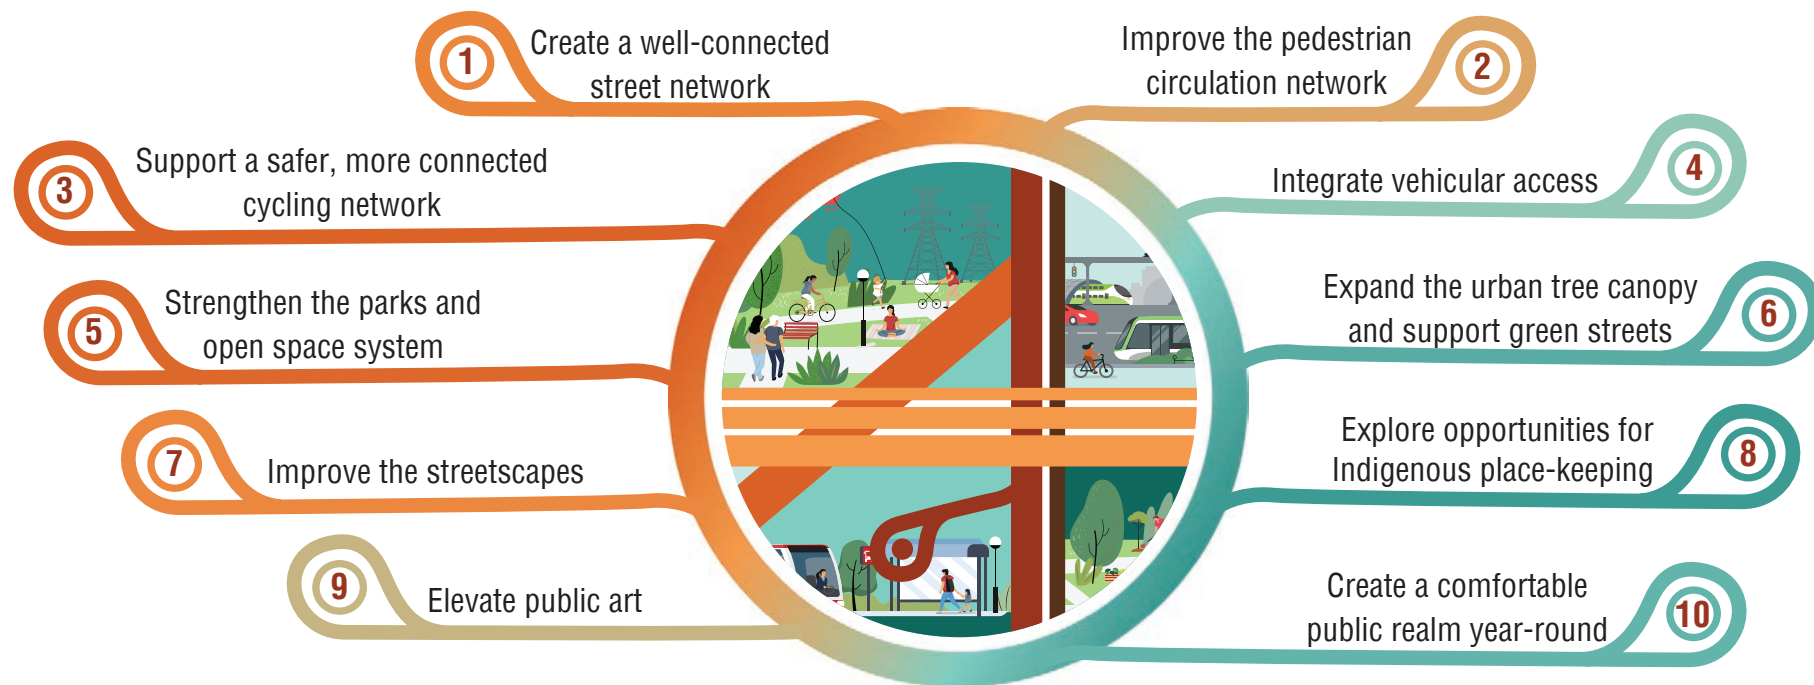 1
Create a well-connected
street network
2
Improve the pedestrian
circulation network
3
Support a safer, more connected
cycling network
4
Integrate vehicular access
5
Strengthen the parks and
open space system
6
Expand the urban tree canopy
and support green streets
7
Improve the streetscapes
8
Explore opportunities for
Indigenous place-keeping
9
Elevate public art
10
Create a comfortable
public realm year-round